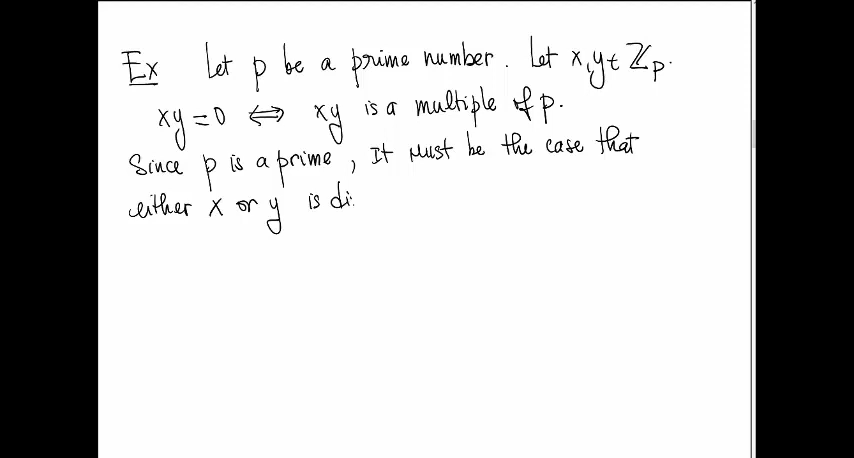 Ex Let p be a prime number. Let x,y ∈ ℤp.
xy = 0 ⟺ xy is a multiple of p.
Since p is a prime, It must be the case that
either x or y is di